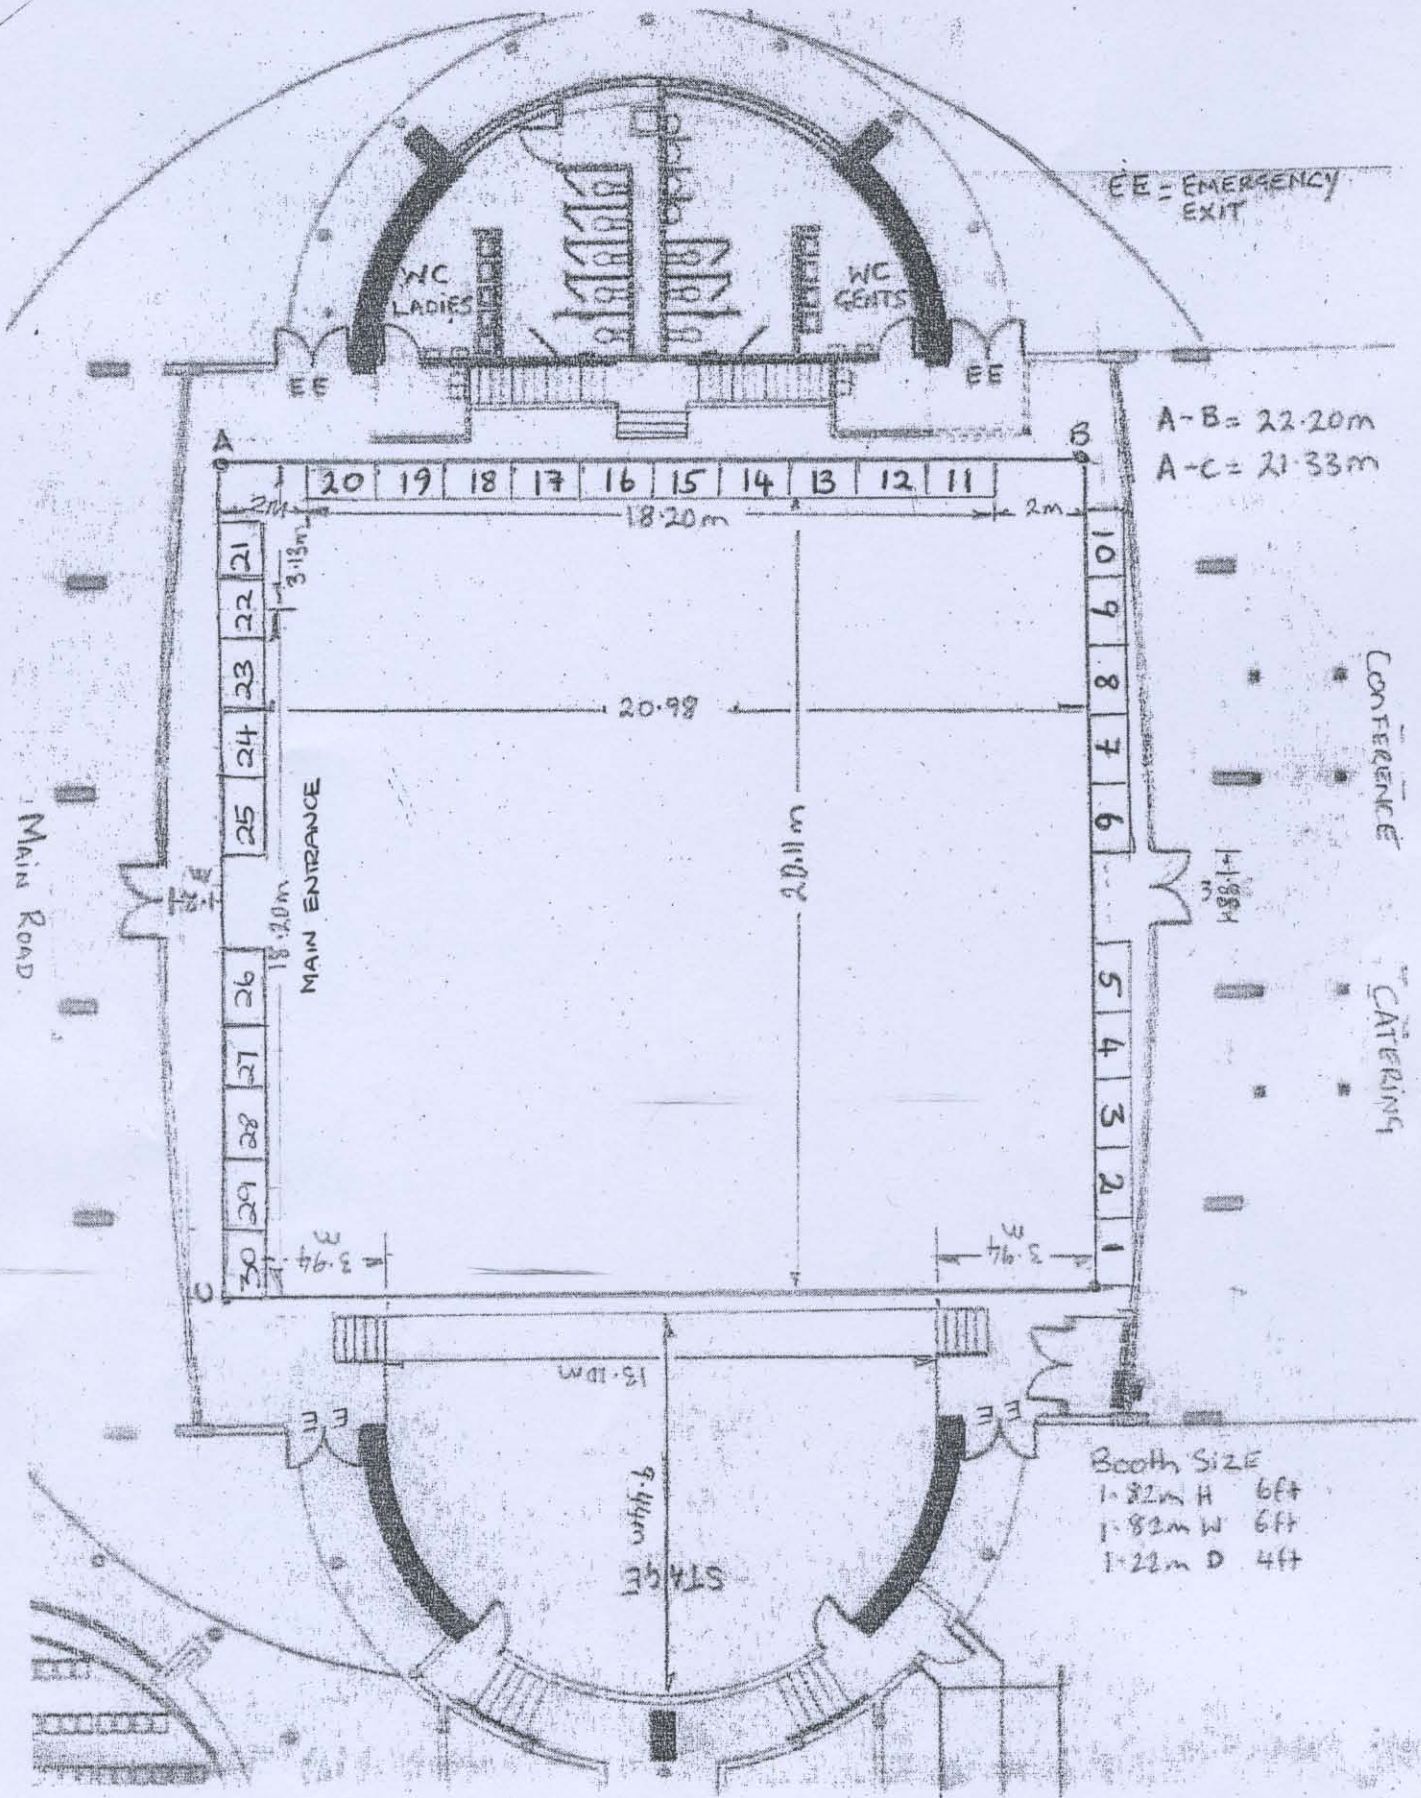 EE = EMERGENCY
EXIT
WC
LADIES
WC
GENTS
EE
EE
A-B = 22.20m
A-C = 21.33m
A
B
20 19 18 17 16 15 14 13 12 11
2M
18.20m
2m
3.13m
21
22
23
24
25
26
27
28
29
30
10
9
8
7
6
5
4
3
2
1
20.98
20.11m
18.20m
MAIN ENTRANCE
MAIN ROAD
CONFERENCE
CATERING
C
3.94
m
3.94
m
13.10m
9.44m
STAGE
EE
EE
Booth SIZE
1.82m H 6ft
1.82m W 6ft
1.22m D 4ft